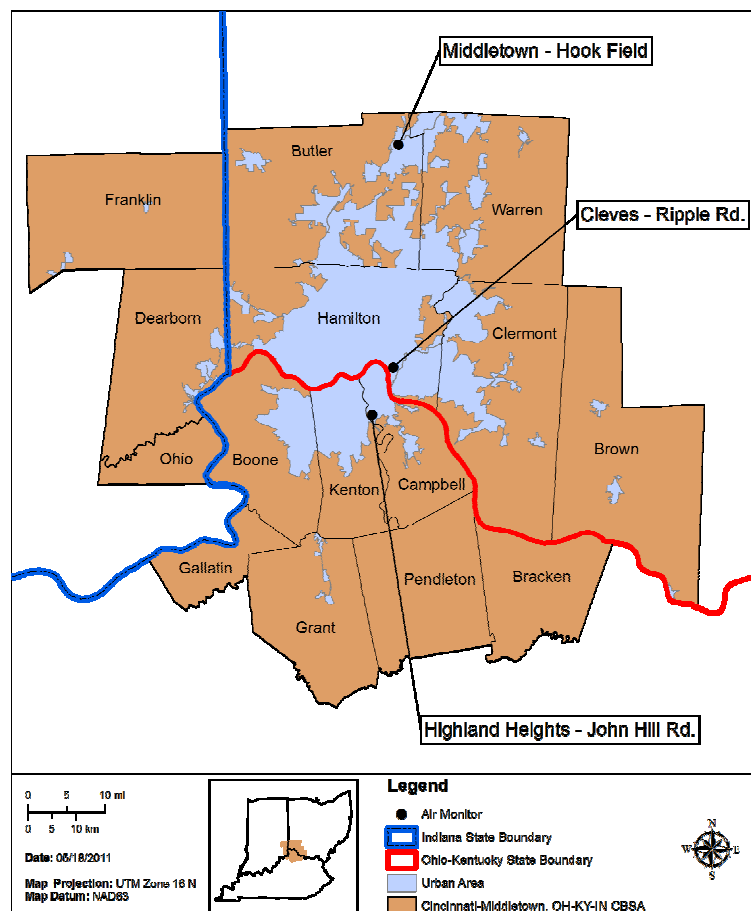 Middletown - Hook Field
Butler
Franklin
Warren
Cleves - Ripple Rd.
Dearborn
Hamilton
Clermont
Ohio
Boone
Kenton
Campbell
Brown
Gallatin
Pendleton
Bracken
Grant
Highland Heights - John Hill Rd.
0 5 10 mi
0 5 10 km
Date: 05/18/2011
Map Projection: UTM Zone 16 N
Map Datum: NAD83
Legend
Air Monitor
Indiana State Boundary
Ohio-Kentucky State Boundary
Urban Area
Cincinnati-Middletown, OH-KY-IN CBSA
N
W E
S